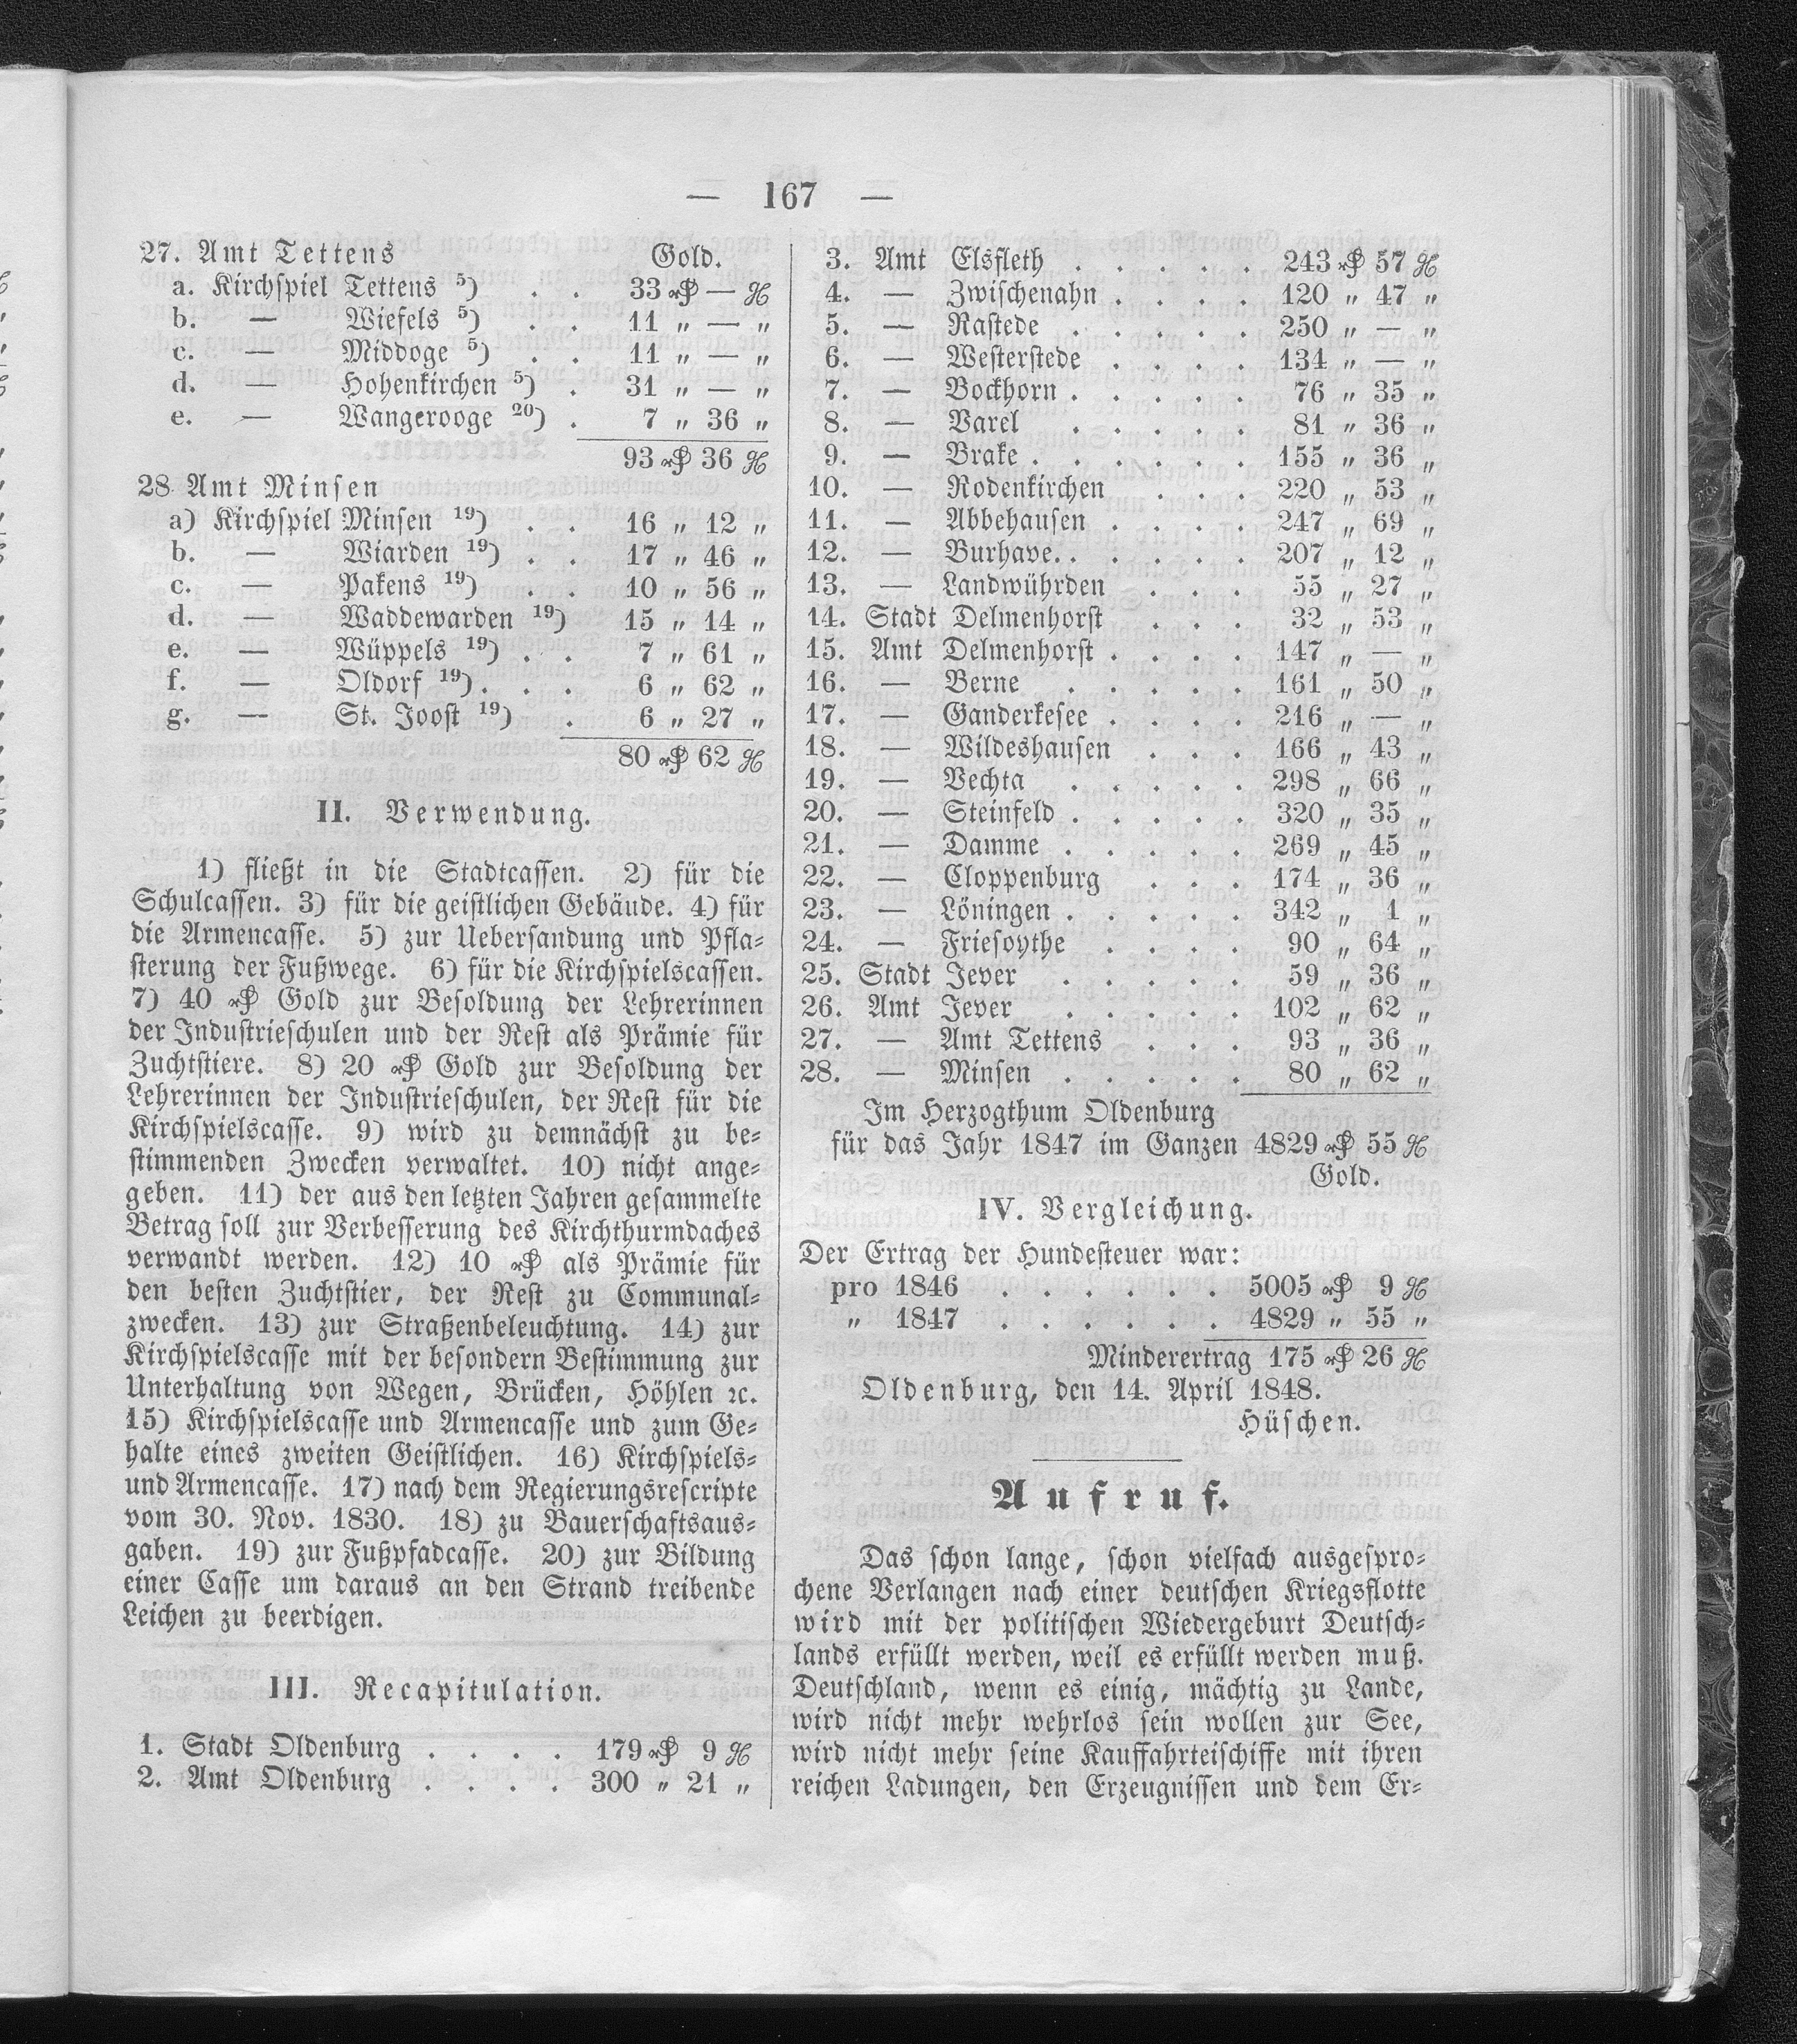 — 167 —
27. Amt Tettens Gold.
a. Kirchspiel Tettens ⁵) . . 33 ₰ — ℋ
b. — Wiefels ⁵) . . 11 „ — „
c. — Middoge ⁵) . . 11 „ — „
d. — Hohenkirchen ⁵) . 31 „ — „
e. — Wangerooge ²⁰) . 7 „ 36 „
93 ₰ 36 ℋ
28 Amt Minsen
a) Kirchspiel Minsen ¹⁹) . . 16 „ 12 „
b. — Wiarden ¹⁹) . . 17 „ 46 „
c. — Pakens ¹⁹) . . 10 „ 56 „
d. — Waddewarden ¹⁹) 15 „ 14 „
e. — Wüppels ¹⁹) . . 7 „ 61 „
f. — Oldorf ¹⁹) . . . 6 „ 62 „
g. — St. Joost ¹⁹) . 6 „ 27 „
80 ₰ 62 ℋ
II. Verwendung.
1) fließt in die Stadtcassen. 2) für die
Schulcassen. 3) für die geistlichen Gebäude. 4) für
die Armencasse. 5) zur Uebersandung und Pfla-
sterung der Fußwege. 6) für die Kirchspielscassen.
7) 40 ₰ Gold zur Besoldung der Lehrerinnen
der Industrieschulen und der Rest als Prämie für
Zuchtstiere. 8) 20 ₰ Gold zur Besoldung der
Lehrerinnen der Industrieschulen, der Rest für die
Kirchspielscasse. 9) wird zu demnächst zu be-
stimmenden Zwecken verwaltet. 10) nicht ange-
geben. 11) der aus den letzten Jahren gesammelte
Betrag soll zur Verbesserung des Kirchthurmdaches
verwandt werden. 12) 10 ₰ als Prämie für
den besten Zuchtstier, der Rest zu Communal-
zwecken. 13) zur Straßenbeleuchtung. 14) zur
Kirchspielscasse mit der besondern Bestimmung zur
Unterhaltung von Wegen, Brücken, Höhlen ꝛc.
15) Kirchspielscasse und Armencasse und zum Ge-
halte eines zweiten Geistlichen. 16) Kirchspiels-
und Armencasse. 17) nach dem Regierungsrescripte
vom 30. Nov. 1830. 18) zu Bauerschaftsaus-
gaben. 19) zur Fußpfadcasse. 20) zur Bildung
einer Casse um daraus an den Strand treibende
Leichen zu beerdigen.
III. Recapitulation.
1. Stadt Oldenburg . . . . 179 ₰ 9 ℋ
2. Amt Oldenburg . . . . 300 „ 21 „
3. Amt Elsfleth . . . . . 243 ₰ 57 ℋ
4. — Zwischenahn . . . . 120 „ 47 „
5. — Rastede . . . . . 250 „ — „
6. — Westerstede . . . . 134 „ — „
7. — Bockhorn . . . . . 76 „ 35 „
8. — Varel . . . . . 81 „ 36 „
9. — Brake . . . . . . 155 „ 36 „
10. — Rodenkirchen . . . 220 „ 53 „
11. — Abbehausen . . . . 247 „ 69 „
12. — Burhave. . . . . . 207 „ 12 „
13. — Landwührden . . . 55 „ 27 „
14. Stadt Delmenhorst . . . 32 „ 53 „
15. Amt Delmenhorst . . . . 147 „ — „
16. — Berne . . . . . 161 „ 50 „
17. — Ganderkesee . . . . 216 „ — „
18. — Wildeshausen . . . 166 „ 43 „
19. — Vechta . . . . . 298 „ 66 „
20. — Steinfeld . . . . . 320 „ 35 „
21. — Damme . . . . . 269 „ 45 „
22. — Cloppenburg . . . 174 „ 36 „
23. — Löningen . . . . . 342 „ 1 „
24. — Friesoythe . . . . 90 „ 64 „
25. Stadt Jever . . . . . 59 „ 36 „
26. Amt Jever . . . . . 102 „ 62 „
27. — Amt Tettens . . . 93 „ 36 „
28. — Minsen . . . . . 80 „ 62 „
Im Herzogthum Oldenburg
für das Jahr 1847 im Ganzen 4829 ₰ 55 ℋ
Gold.
IV. Vergleichung.
Der Ertrag der Hundesteuer war:
pro 1846 . . . . . . 5005 ₰ 9 ℋ
„ 1847 . . . . . . 4829 „ 55 „
Minderertrag 175 ₰ 26 ℋ
Oldenburg, den 14. April 1848.
Hüschen.
Aufruf.
Das schon lange, schon vielfach ausgespro-
chene Verlangen nach einer deutschen Kriegsflotte
wird mit der politischen Wiedergeburt Deutsch-
lands erfüllt werden, weil es erfüllt werden muß.
Deutschland, wenn es einig, mächtig zu Lande,
wird nicht mehr wehrlos sein wollen zur See,
wird nicht mehr seine Kauffahrteischiffe mit ihren
reichen Ladungen, den Erzeugnissen und dem Er-